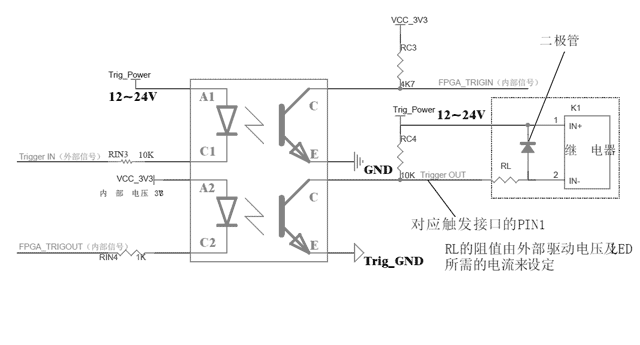 VCC_3V3
二极管
RC3
Trig_Power
4K7
FPGA_TRIGIN（内部信号）
12～24V
A1
C
Trig_Power
12～24V
K1
1
IN+
RC4
继 电器
C1
E
Trigger IN（外部信号）
RIN3
10K
GND
RL
VCC_3V3
A2
10K
Trigger OUT
2
IN-
内 部 电压 3V3
C
对应触发接口的PIN1
FPGA_TRIGOUT（内部信号）
C2
E
RIN4
1K
Trig_GND
RL的阻值由外部驱动电压及ED
所需的电流来设定